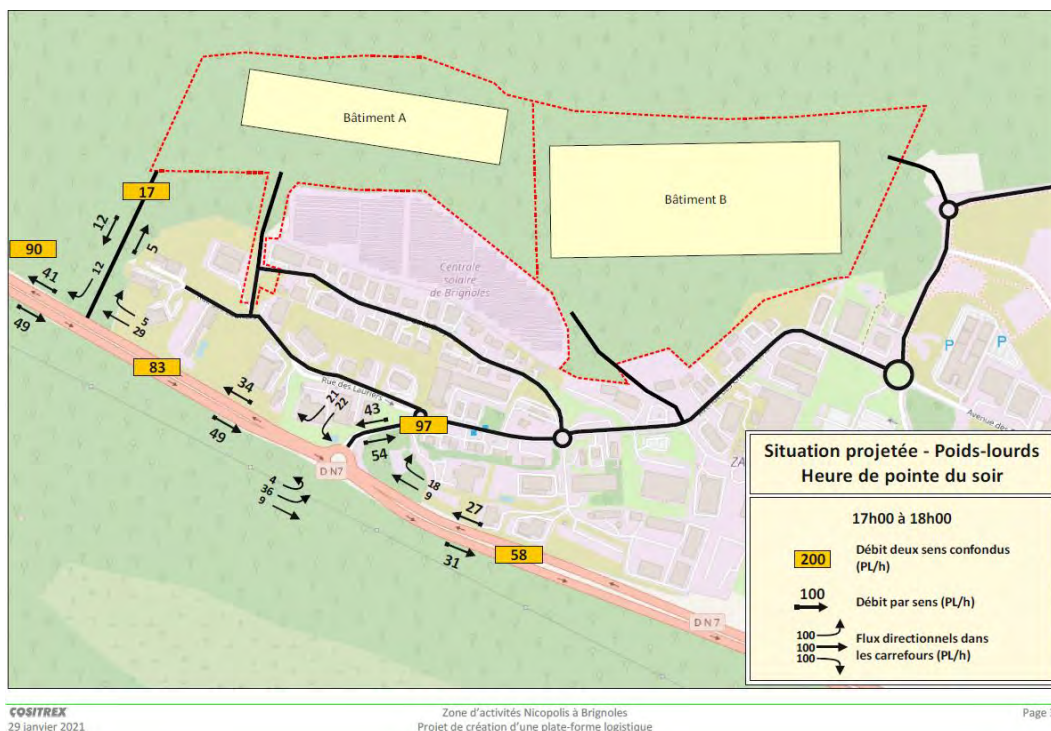 Bâtiment A
Bâtiment B
Centrale
solaire
de Brignoles
17
12
5
90
41
49
12
5
29
83
34
49
Rue des Lauriers
21
22
43
97
54
D N7
4
36
9
18
9
27
31
58
D N 7
P
P
ZA
Avenue des
Situation projetée - Poids-lourds
Heure de pointe du soir
17h00 à 18h00
200
Débit deux sens confondus
(PL/h)
100
Débit par sens (PL/h)
100
100
100
Flux directionnels dans
les carrefours (PL/h)
COSITREX
29 janvier 2021
Zone d'activités Nicopolis à Brignoles
Projet de création d'une plate-forme logistique
Page